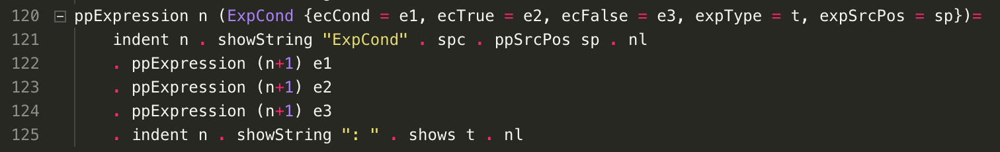 120 ppExpression n (ExpCond {ecCond = e1, ecTrue = e2, ecFalse = e3, expType = t, expSrcPos = sp})=
121     indent n . showString "ExpCond" . spc . ppSrcPos sp . nl
122     . ppExpression (n+1) e1
123     . ppExpression (n+1) e2
124     . ppExpression (n+1) e3
125     . indent n . showString ": " . shows t . nl